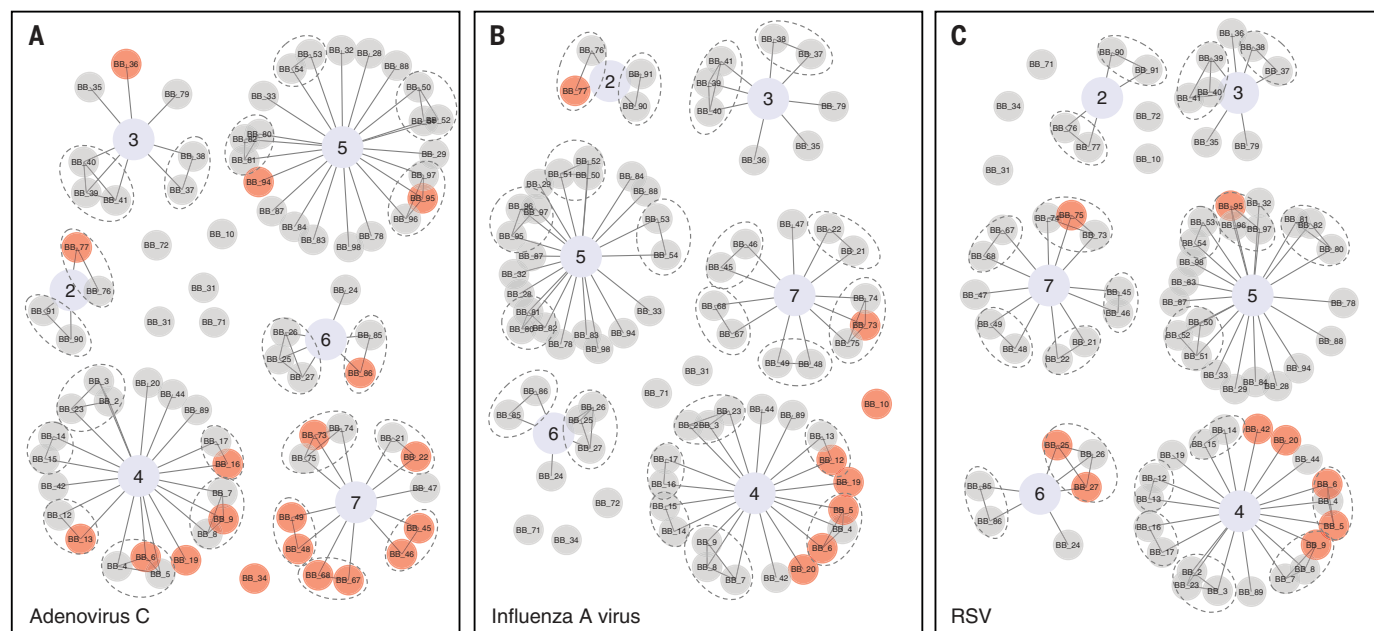 A
BB_36
BB_35
BB_79
3
BB_40
BB_38
BB_39
BB_41
BB_37
BB_53
BB_32
BB_28
BB_54
BB_88
BB_50
BB_33
BB_52
BB_80
BB_82
5
BB_81
BB_29
BB_94
BB_97
BB_95
BB_87
BB_96
BB_84
BB_83
BB_98
BB_78
BB_10
BB_72
BB_77
2
BB_76
BB_31
BB_91
BB_31
BB_71
BB_90
BB_24
BB_26
6
BB_85
BB_25
BB_27
BB_86
BB_3
BB_20
BB_44
BB_23
BB_2
BB_89
BB_14
BB_17
BB_15
BB_16
4
BB_42
BB_7
BB_12
BB_9
BB_13
BB_8
BB_6
BB_4
BB_5
BB_19
BB_34
BB_73
BB_74
BB_21
BB_75
BB_22
BB_47
7
BB_49
BB_45
BB_48
BB_46
BB_68
BB_67
Adenovirus C
B
BB_76
BB_77
2
BB_91
BB_90
BB_38
BB_37
BB_41
BB_39
BB_40
3
BB_79
BB_35
BB_36
BB_52
BB_51
BB_50
BB_84
BB_29
BB_88
BB_96
BB_97
BB_53
BB_95
BB_87
5
BB_54
BB_32
BB_28
BB_81
BB_33
BB_80
BB_82
BB_83
BB_94
BB_78
BB_98
BB_47
BB_22
BB_46
BB_21
BB_45
7
BB_74
BB_68
BB_73
BB_67
BB_75
BB_49
BB_48
BB_31
BB_71
BB_10
BB_86
BB_85
BB_26
BB_25
6
BB_27
BB_24
BB_72
BB_71
BB_34
BB_23
BB_44
BB_89
BB_2
BB_3
BB_13
BB_17
BB_12
BB_16
BB_19
4
BB_15
BB_5
BB_14
BB_4
BB_9
BB_6
BB_8
BB_7
BB_42
BB_20
Influenza A virus
C
BB_71
BB_90
BB_91
2
BB_34
BB_72
BB_76
BB_77
BB_10
BB_31
BB_36
BB_38
BB_39
BB_37
BB_40
3
BB_41
BB_35
BB_79
BB_74
BB_75
BB_67
BB_73
BB_68
7
BB_47
BB_45
BB_46
BB_49
BB_48
BB_21
BB_22
BB_95
BB_32
BB_53
BB_96
BB_97
BB_81
BB_82
BB_54
BB_80
BB_98
BB_83
5
BB_87
BB_78
BB_50
BB_52
BB_88
BB_51
BB_33
BB_94
BB_29
BB_84
BB_28
BB_25
BB_26
BB_27
6
BB_85
BB_86
BB_24
BB_42
BB_20
BB_14
BB_15
BB_19
BB_44
BB_12
BB_6
BB_13
BB_4
4
BB_16
BB_5
BB_17
BB_9
BB_2
BB_8
BB_23
BB_7
BB_3
BB_89
RSV